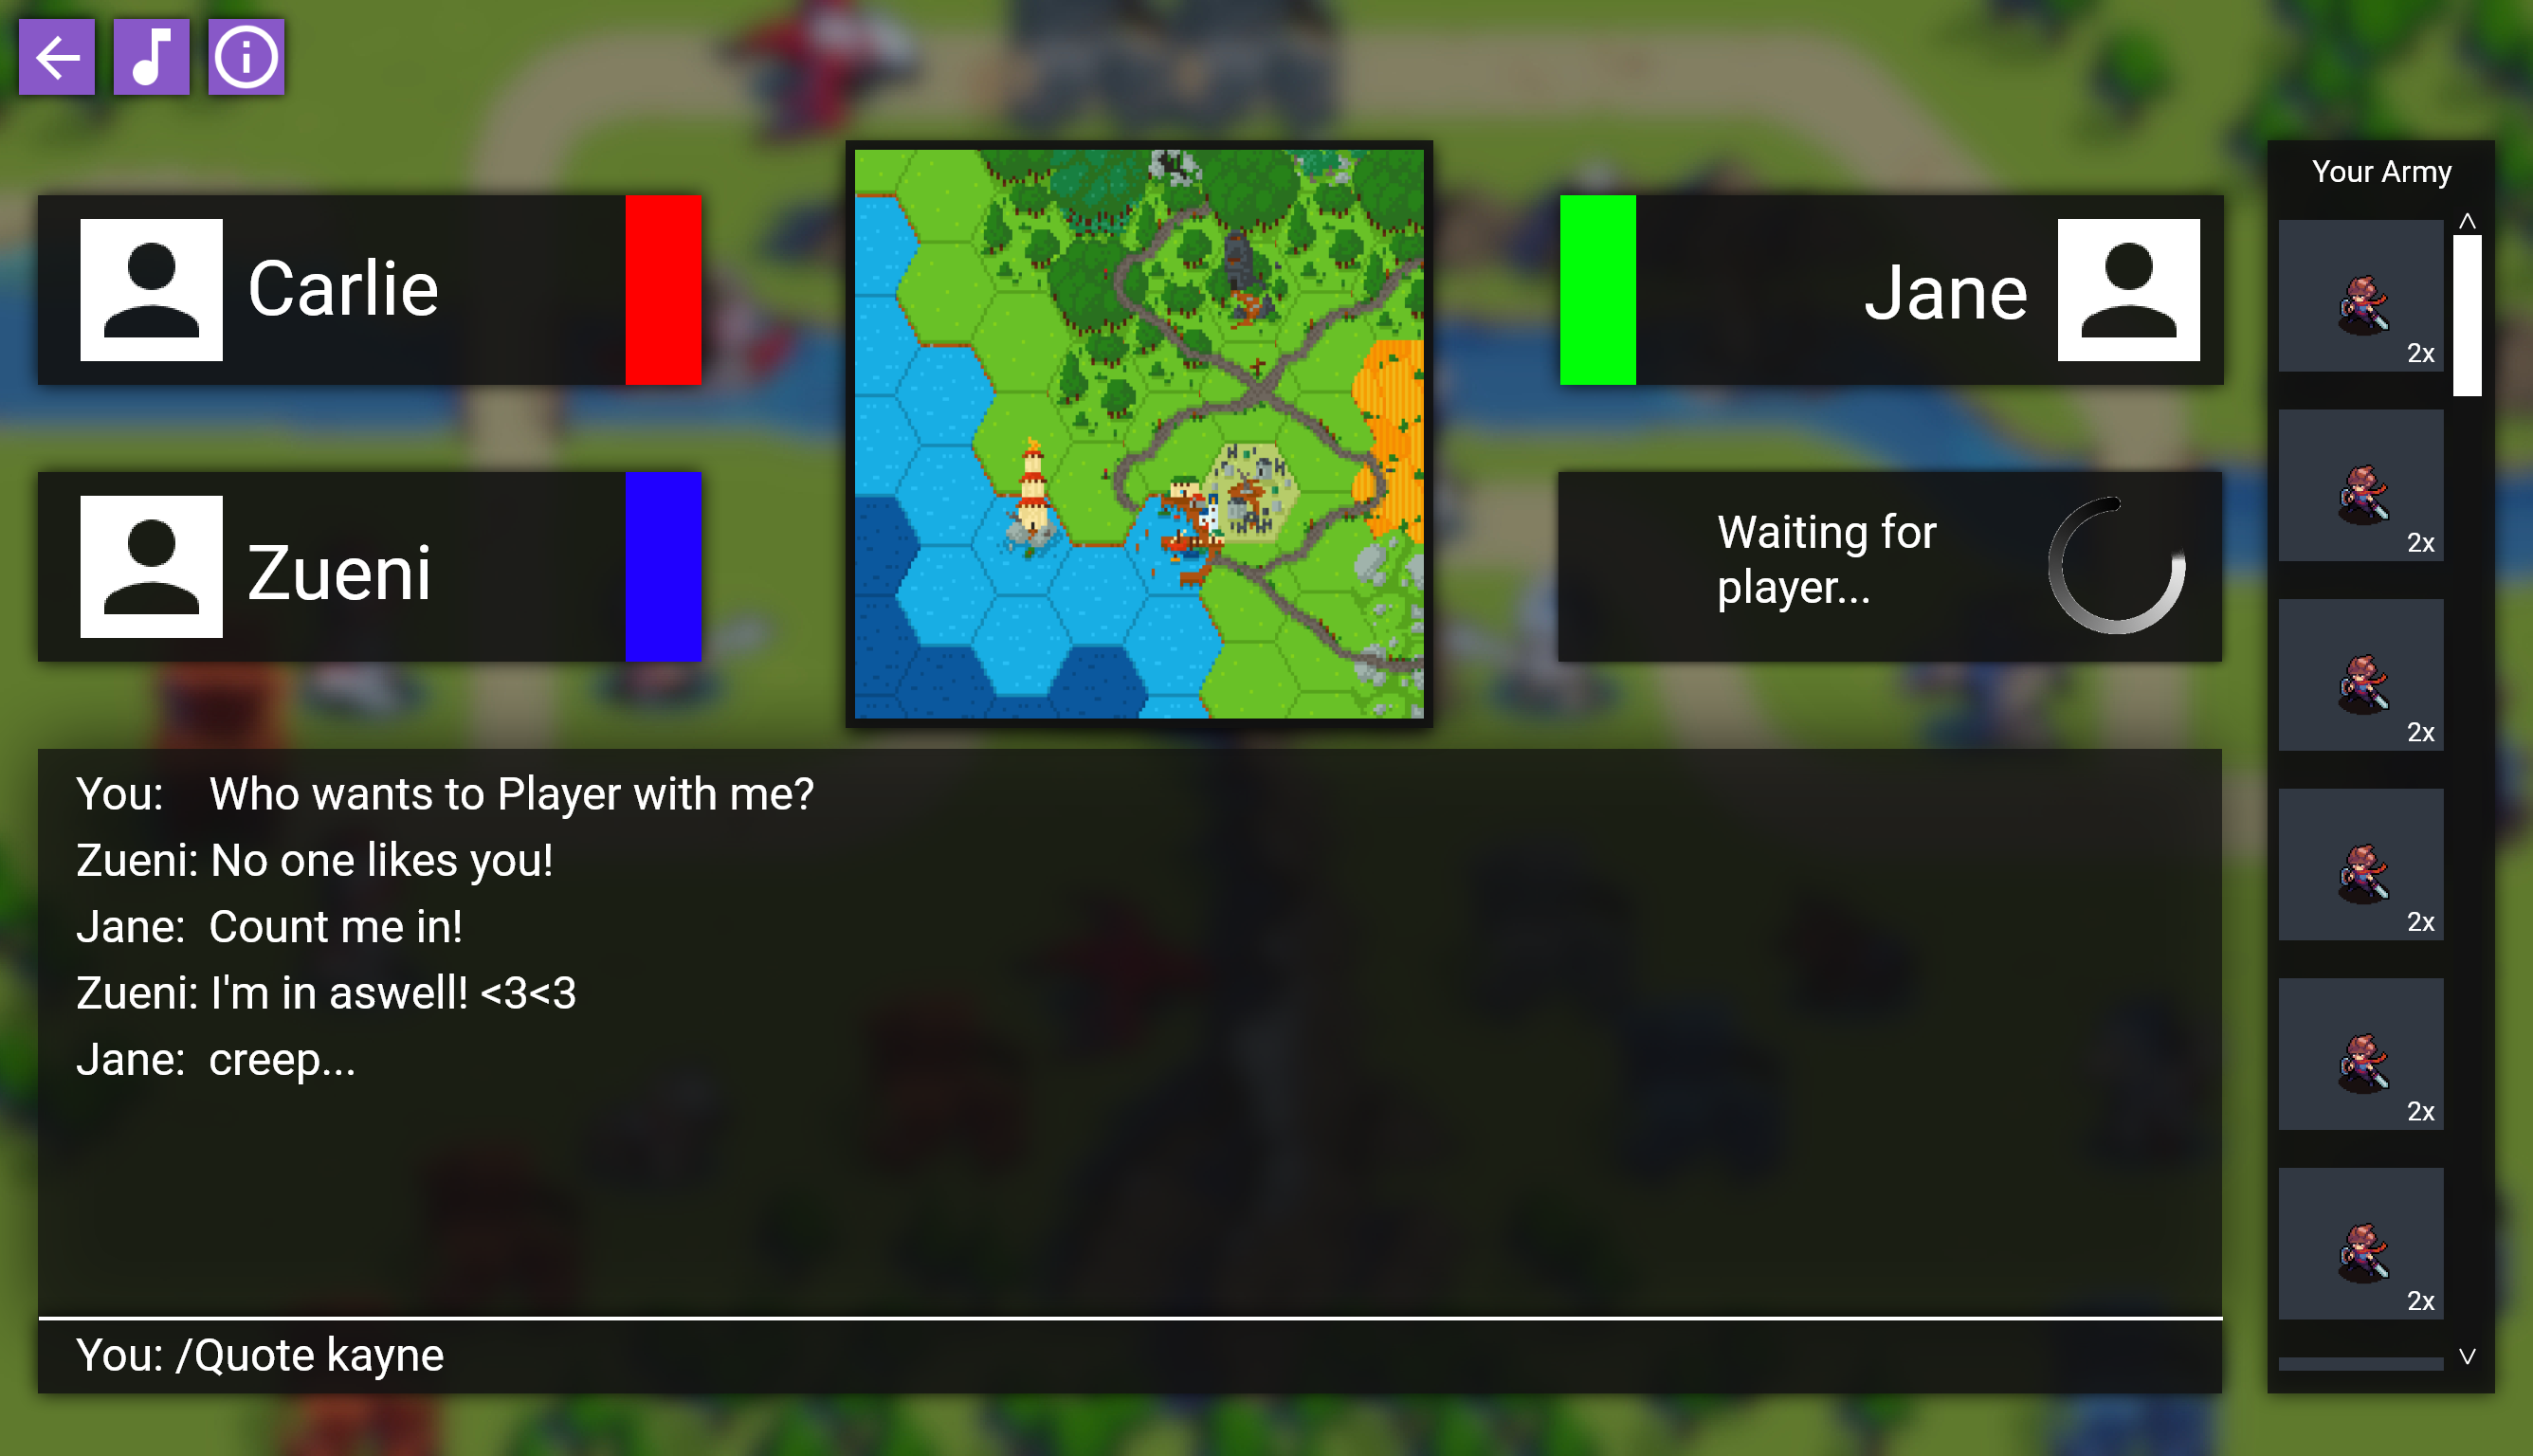 Carlie
Jane
Zueni
Waiting for
player...
You: Who wants to Player with me?
Zueni: No one likes you!
Jane: Count me in!
Zueni: I'm in aswell! <3<3
Jane: creep...
You: /Quote kayne
Your Army
2x
2x
2x
2x
2x
2x